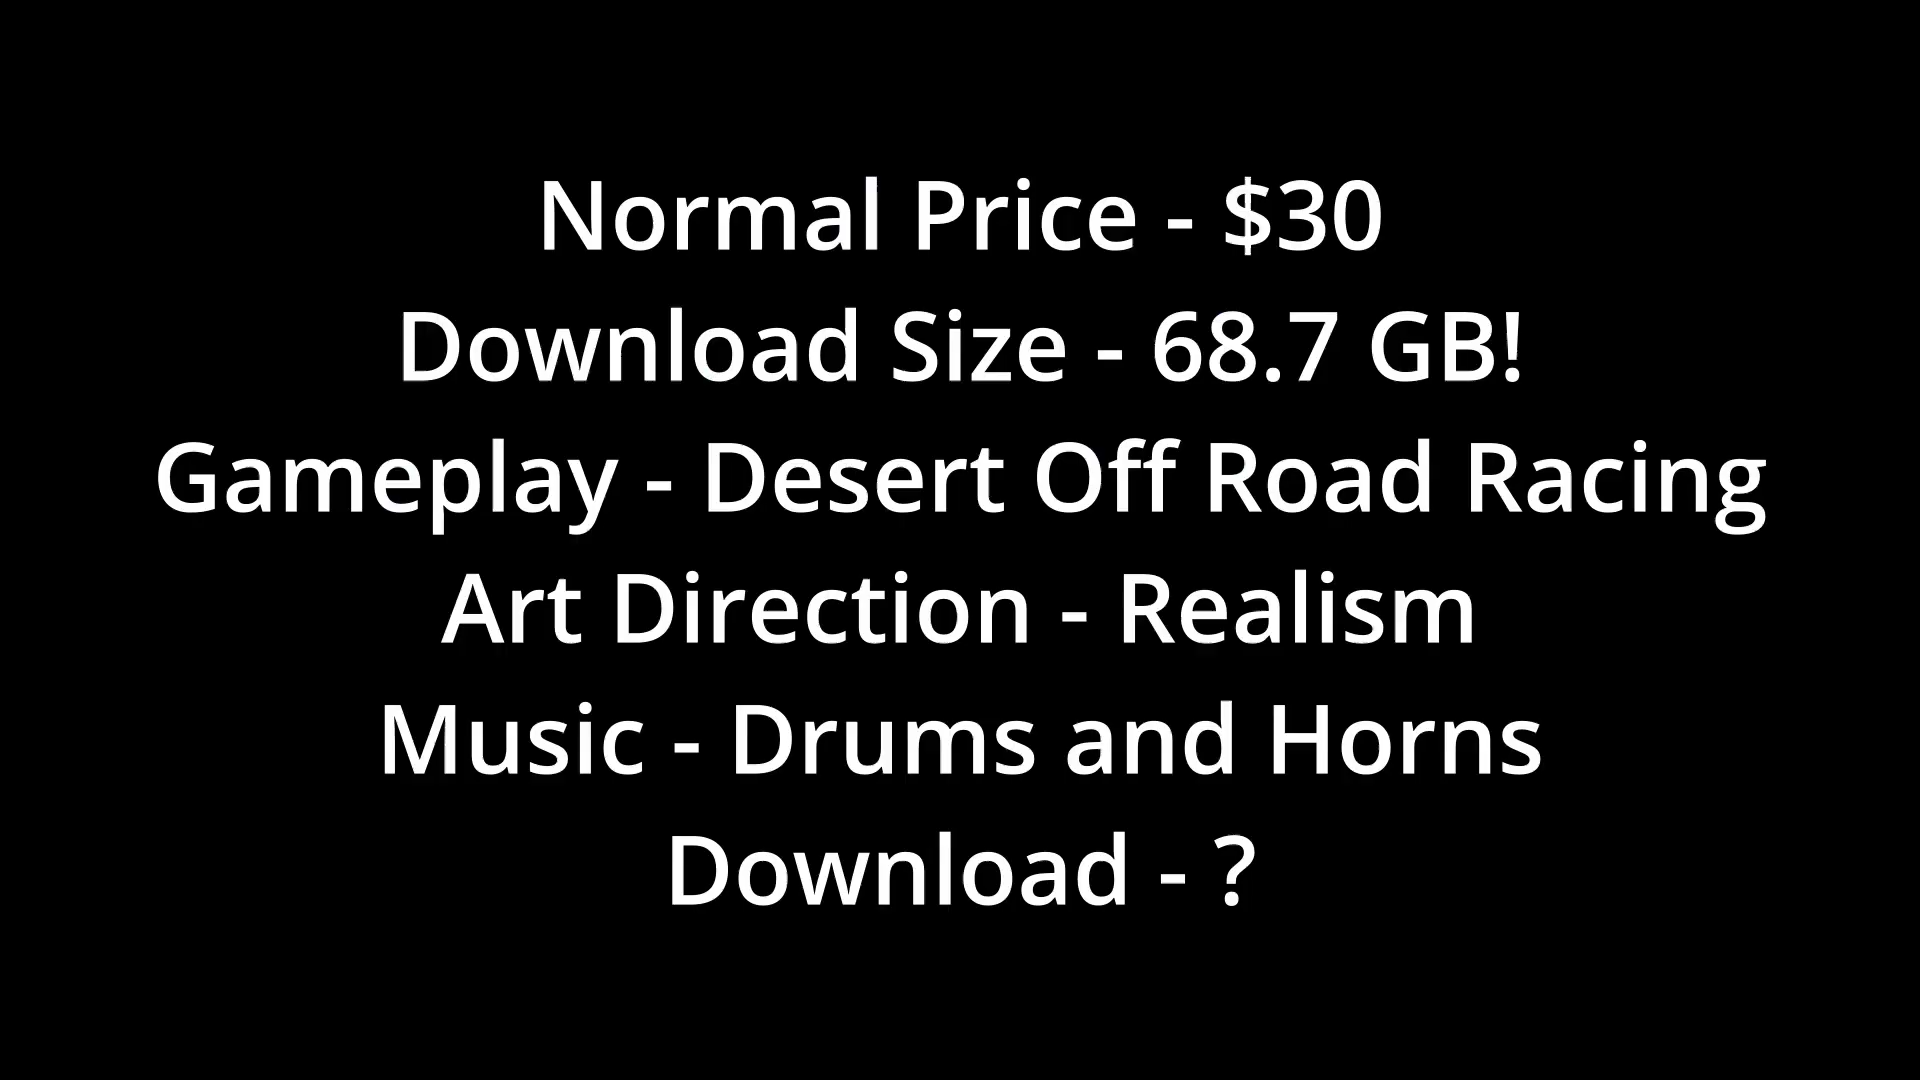 Normal Price - $30
Download Size - 68.7 GB!
Gameplay - Desert Off Road Racing
Art Direction - Realism
Music - Drums and Horns
Download - ?